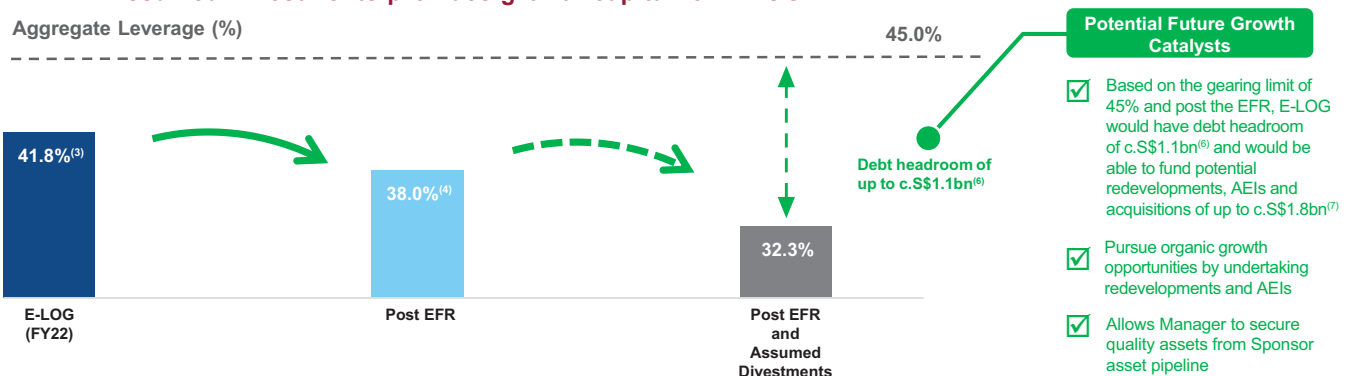 Aggregate Leverage (%)
45.0%
41.8%(3)
38.0%(4)
32.3%
E-LOG
(FY22)
Post EFR
Post EFR
and
Assumed
Divestments
Debt headroom of
up to c.S$1.1bn(6)
Potential Future Growth
Catalysts
Based on the gearing limit of
45% and post the EFR, E-LOG
would have debt headroom
of c.S$1.1bn(6) and would be
able to fund potential
redevelopments, AEIs and
acquisitions of up to c.S$1.8bn(7)
Pursue organic growth
opportunities by undertaking
redevelopments and AEIs
Allows Manager to secure
quality assets from Sponsor
asset pipeline